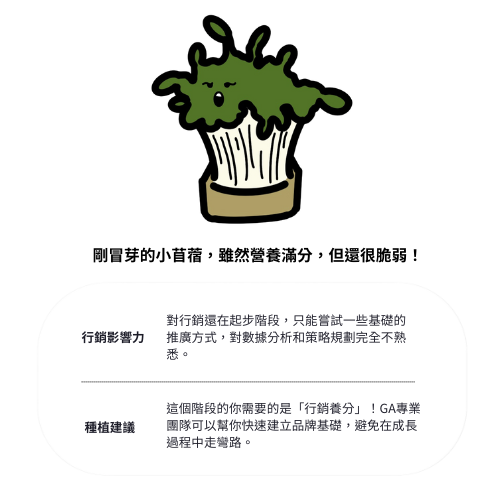 剛冒芽的小苜蓿，雖然營養滿分，但還很脆弱！
行銷影響力
對行銷還在起步階段，只能嘗試一些基礎的
推廣方式，對數據分析和策略規劃完全不熟
悉。
種植建議
這個階段的你需要的是「行銷養分」！GA專業
團隊可以幫你快速建立品牌基礎，避免在成長
過程中走彎路。